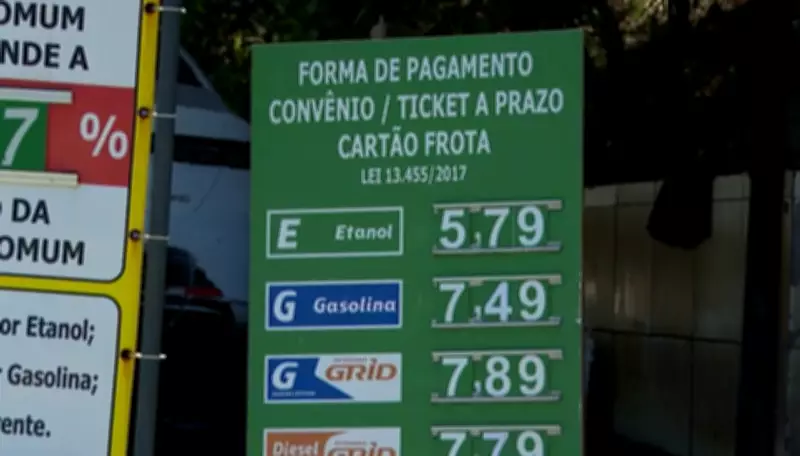 OMUM
NDE A
7 %
DA
OMUM
or Etanol;
Gasolina;
ente.
FORMA DE PAGAMENTO
CONVÊNIO / TICKET A PRAZO
CARTÃO FROTA
LEI 13.455/2017
E Etanol 5,79
G Gasolina 7,49
G GRID 7,89
Diesel 7,79